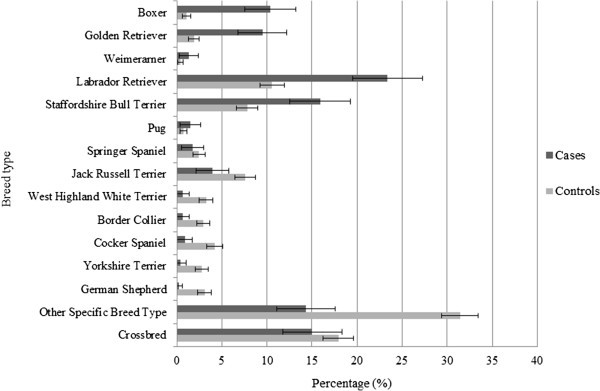 Boxer
Golden Retriever
Weimeramer
Labrador Retriever
Staffordshire Bull Terrier
Pug
Springer Spaniel
Jack Russell Terrier
West Highland White Terrier
Border Collier
Cocker Spaniel
Yorkshire Terrier
German Shepherd
Other Specific Breed Type
Crossbred
Breed type
Cases
Controls
0 5 10 15 20 25 30 35 40
Percentage (%)